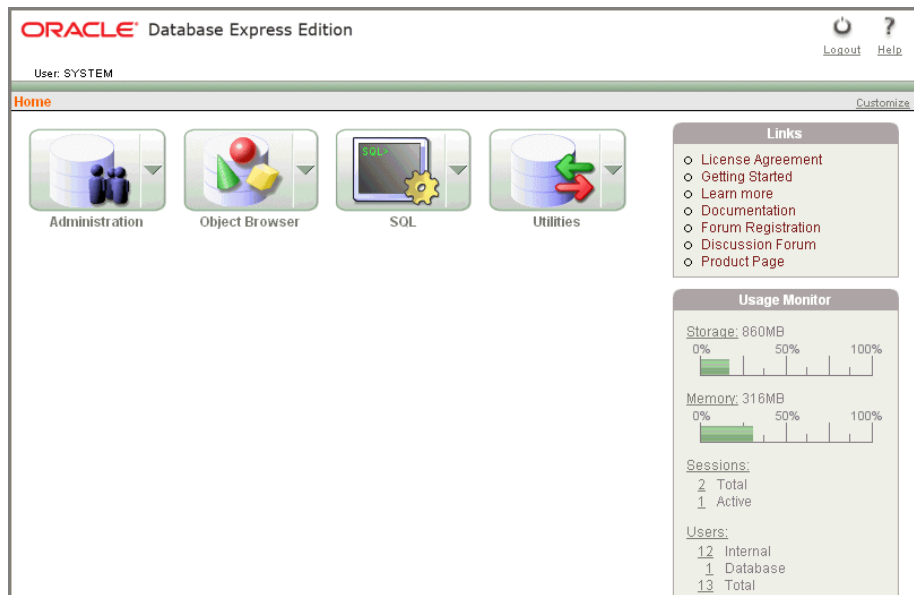 ORACLE® Database Express Edition
Logout Help
User: SYSTEM
Home
Customize
SQL>
Administration
Object Browser
SQL
Utilities
Links
License Agreement
Getting Started
Learn more
Documentation
Forum Registration
Discussion Forum
Product Page
Usage Monitor
Storage: 860MB
0% 50% 100%
Memory: 316MB
0% 50% 100%
Sessions:
2 Total
1 Active
Users:
12 Internal
1 Database
13 Total